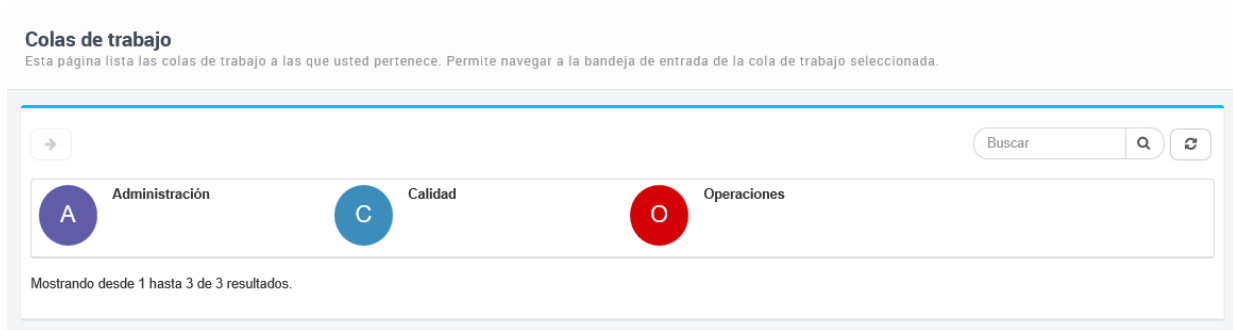 Colas de trabajo
Esta página lista las colas de trabajo a las que usted pertenece. Permite navegar a la bandeja de entrada de la cola de trabajo seleccionada.
Buscar
A Administración C Calidad O Operaciones
Mostrando desde 1 hasta 3 de 3 resultados.